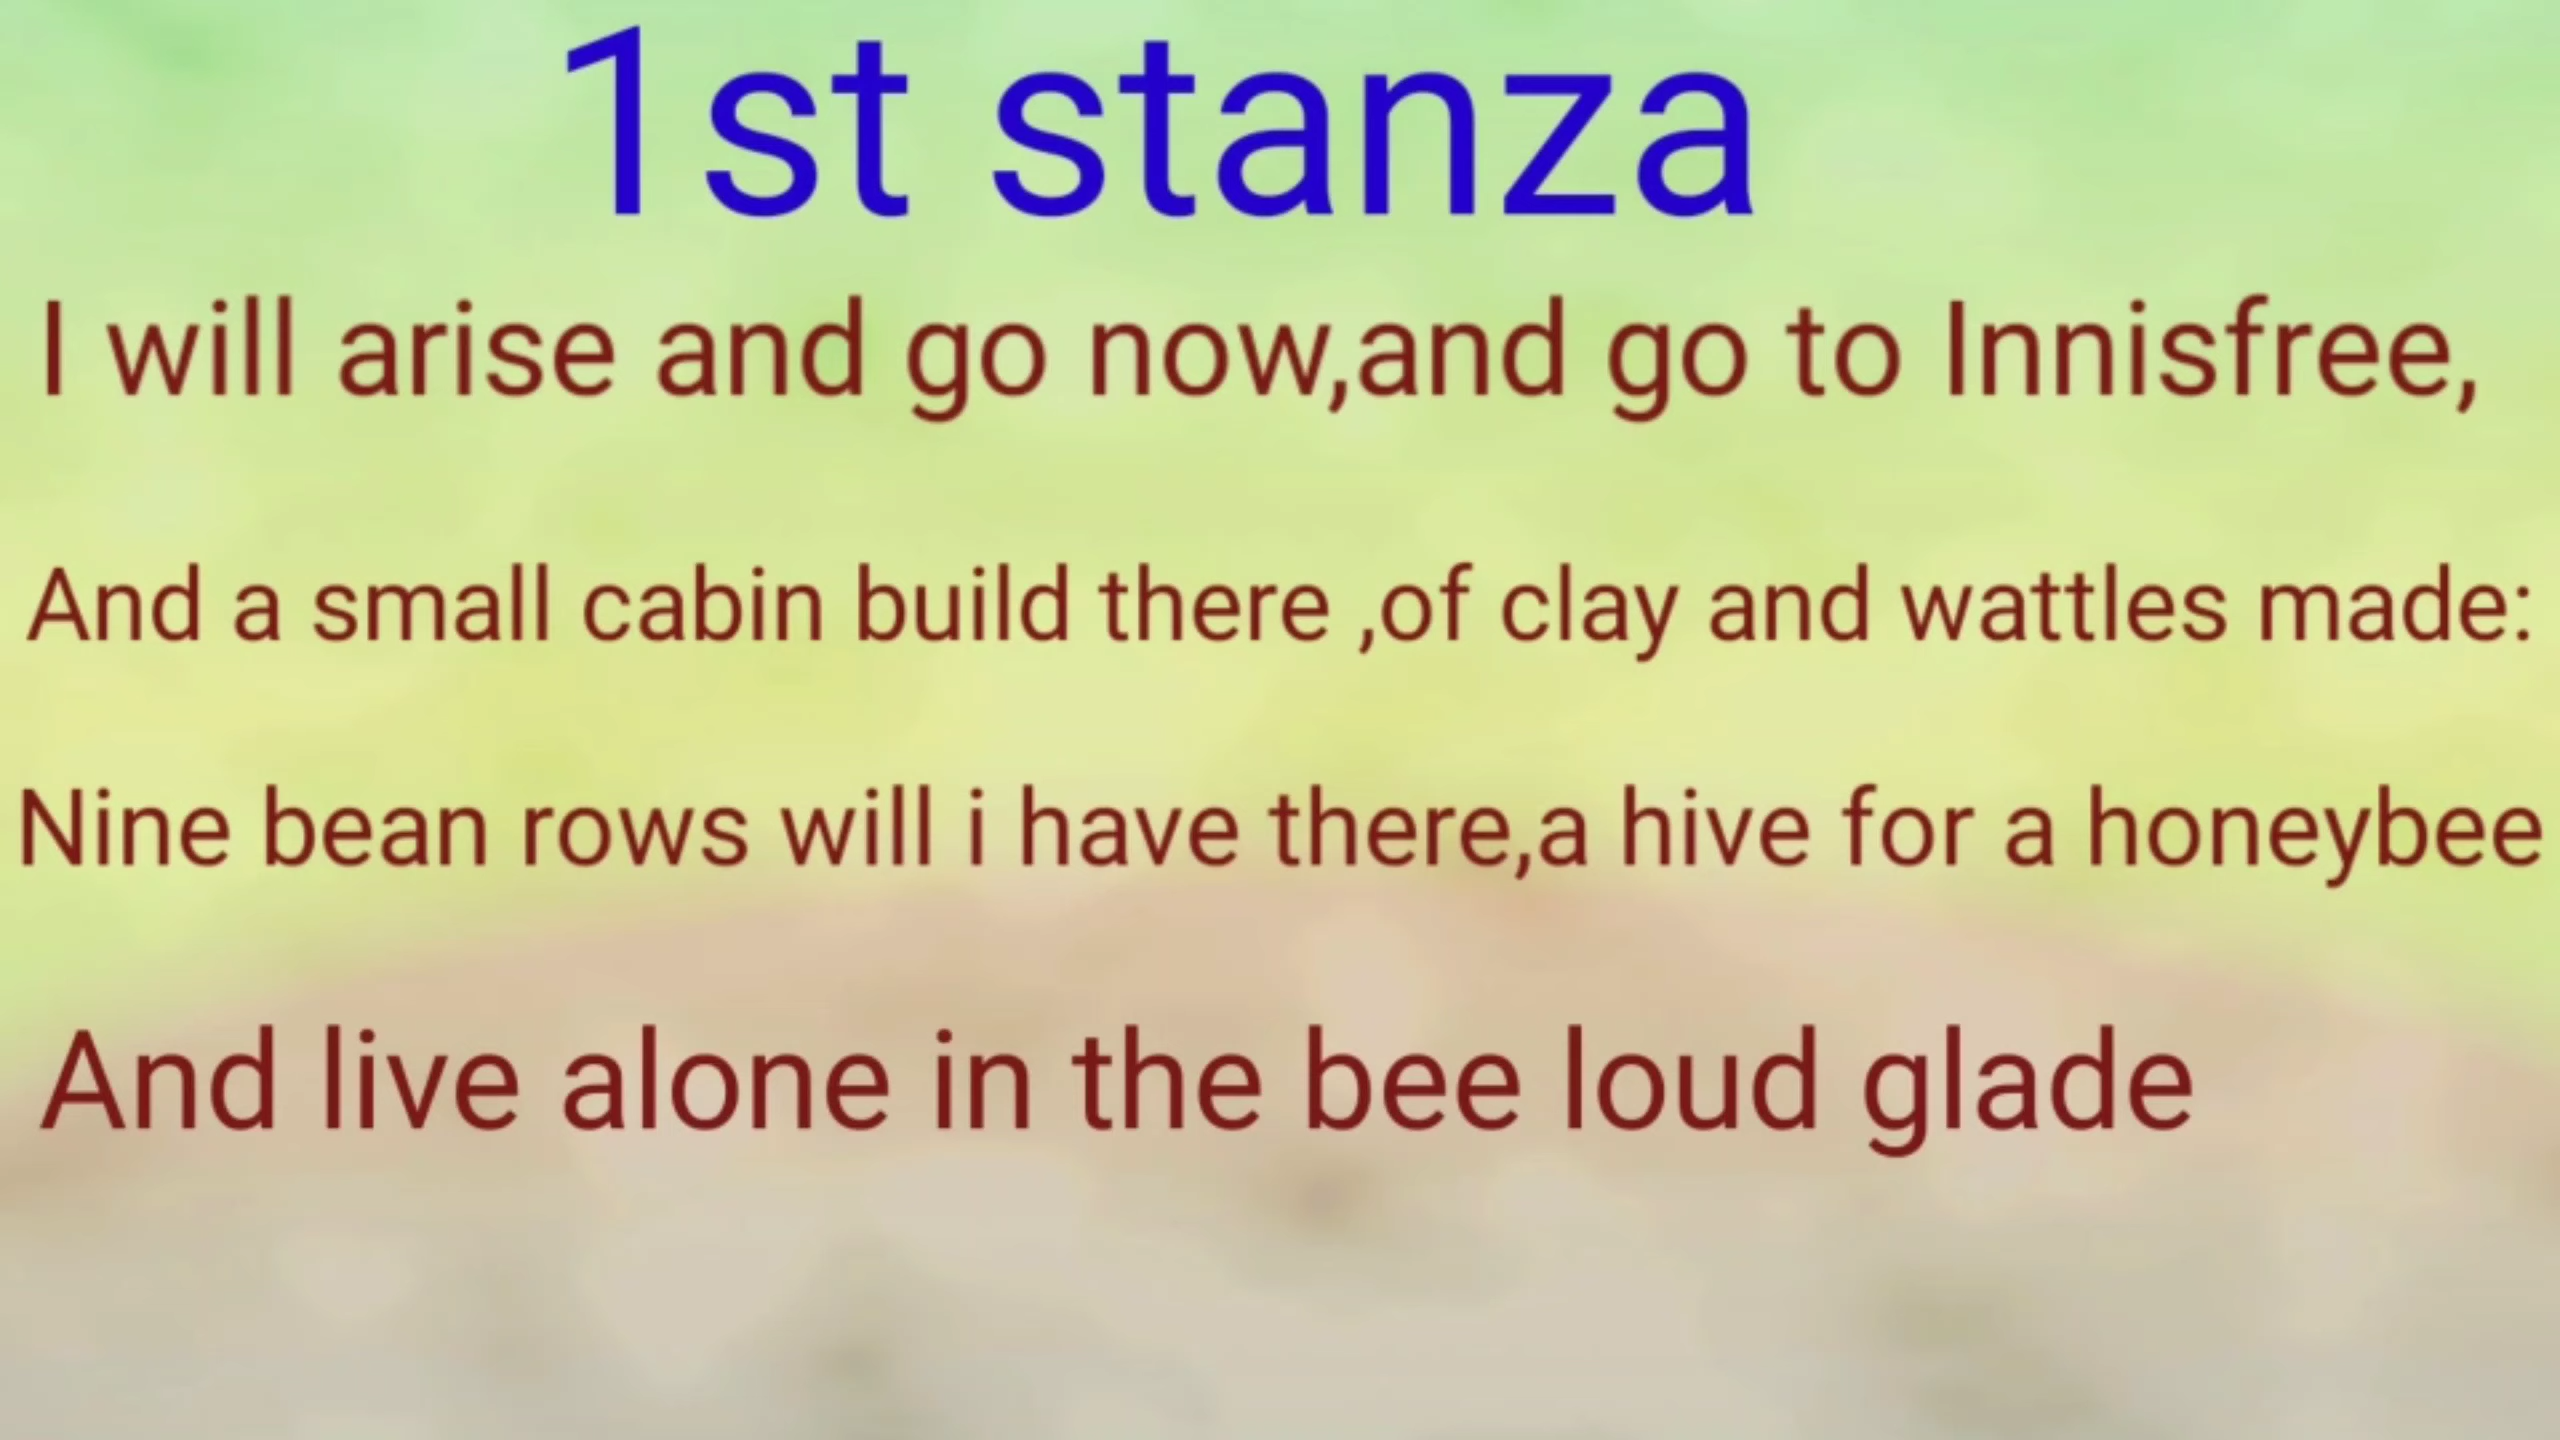 1st stanza
I will arise and go now,and go to Innisfree,
And a small cabin build there ,of clay and wattles made:
Nine bean rows will i have there,a hive for a honeybee
And live alone in the bee loud glade